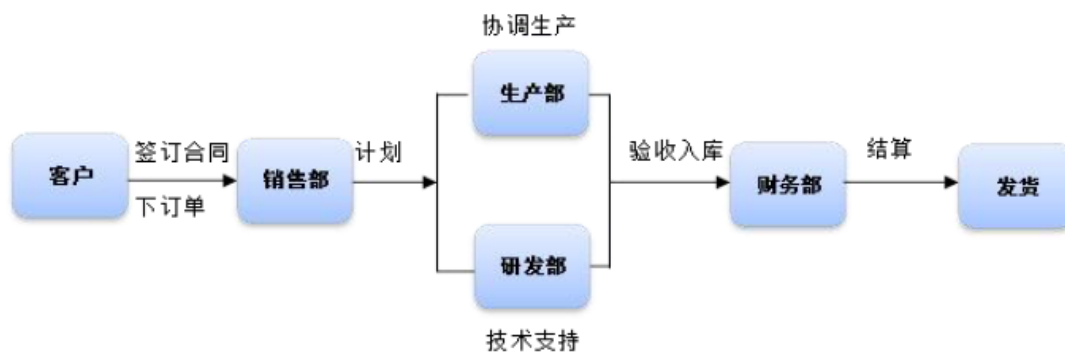 协调生产
生产部
客户
签订合同
下订单
销售部
计划
验收入库
财务部
结算
发货
研发部
技术支持